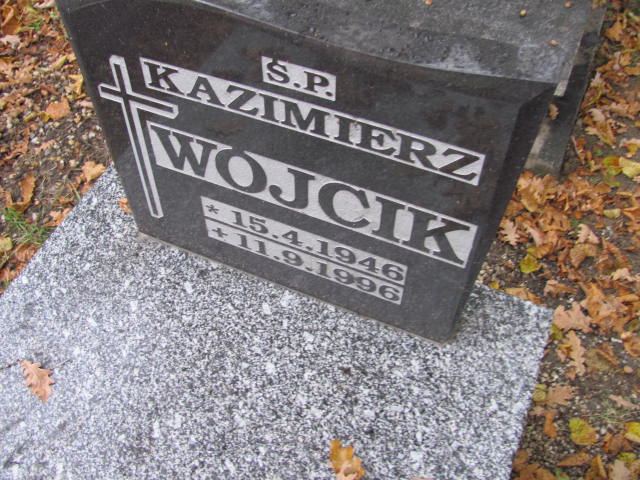 Ś.P.
KAZIMIERZ
WOJCIK
* 15.4.1946
+ 11.9.1996